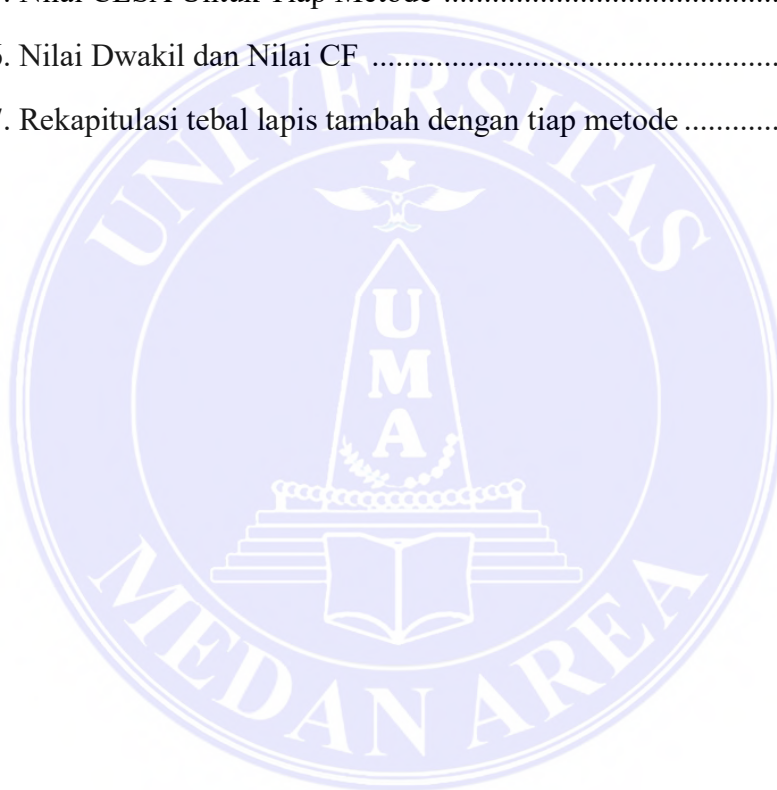 . Nilai CESA Untuk Tiap Metode ..........................................
6. Nilai Dwakil dan Nilai CF ...................................................
7. Rekapitulasi tebal lapis tambah dengan tiap metode ............
UNIVERSITAS
UMA
MEDAN AREA